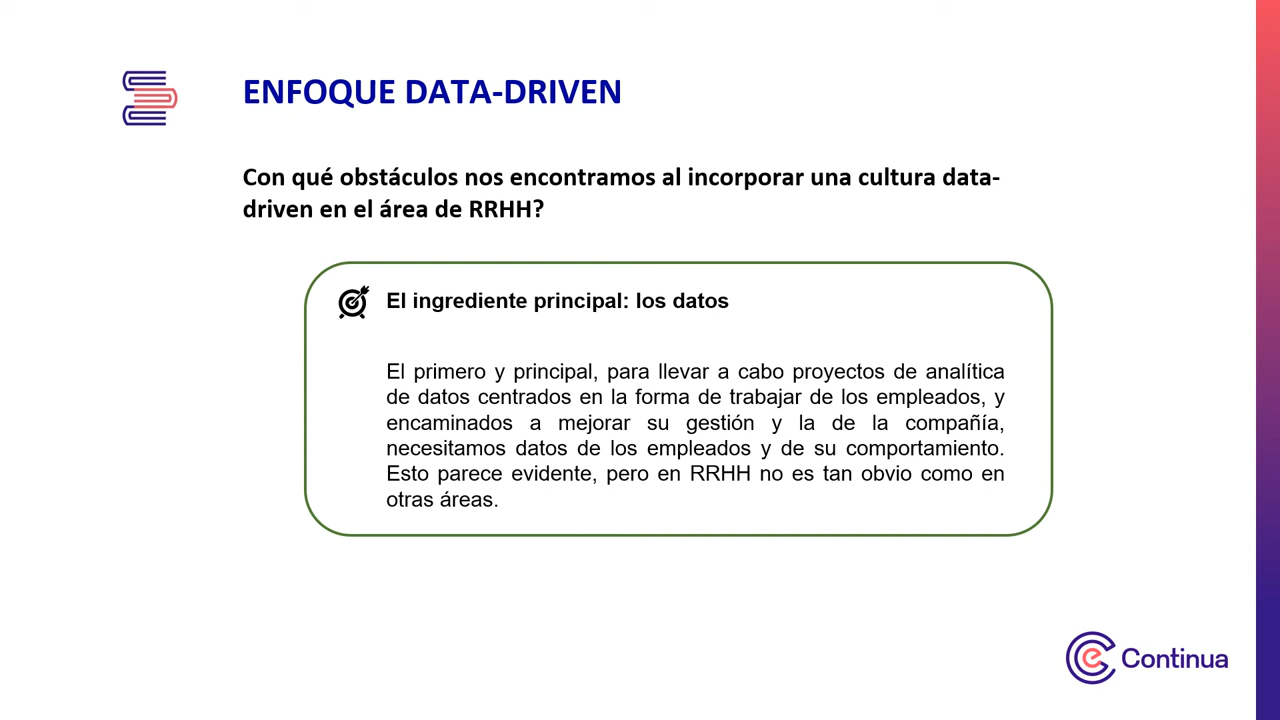 ENFOQUE DATA-DRIVEN
Con qué obstáculos nos encontramos al incorporar una cultura data-
driven en el área de RRHH?
El ingrediente principal: los datos
El primero y principal, para llevar a cabo proyectos de analítica
de datos centrados en la forma de trabajar de los empleados, y
encaminados a mejorar su gestión y la de la compañía,
necesitamos datos de los empleados y de su comportamiento.
Esto parece evidente, pero en RRHH no es tan obvio como en
otras áreas.
e Continua